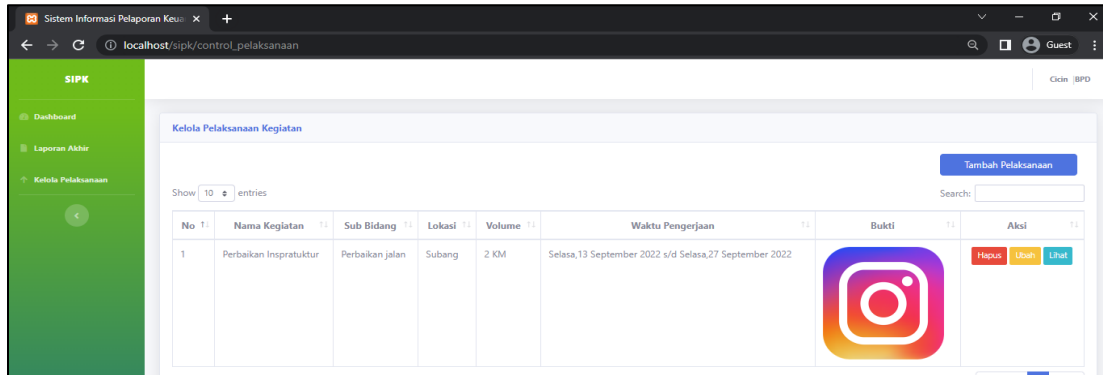 Sistem Informasi Pelaporan Keua
localhost/sipk/control_pelaksanaan
Guest
SIPK
Cicin |BPD
Dashboard
Laporan Akhir
Kelola Pelaksanaan
Kelola Pelaksanaan Kegiatan
Tambah Pelaksanaan
Show 10 entries
Search:
No Nama Kegiatan Sub Bidang Lokasi Volume Waktu Pengerjaan Bukti Aksi
1 Perbaikan Inspratuktur Perbaikan jalan Subang 2 KM Selasa,13 September 2022 s/d Selasa,27 September 2022 Hapus Ubah Lihat